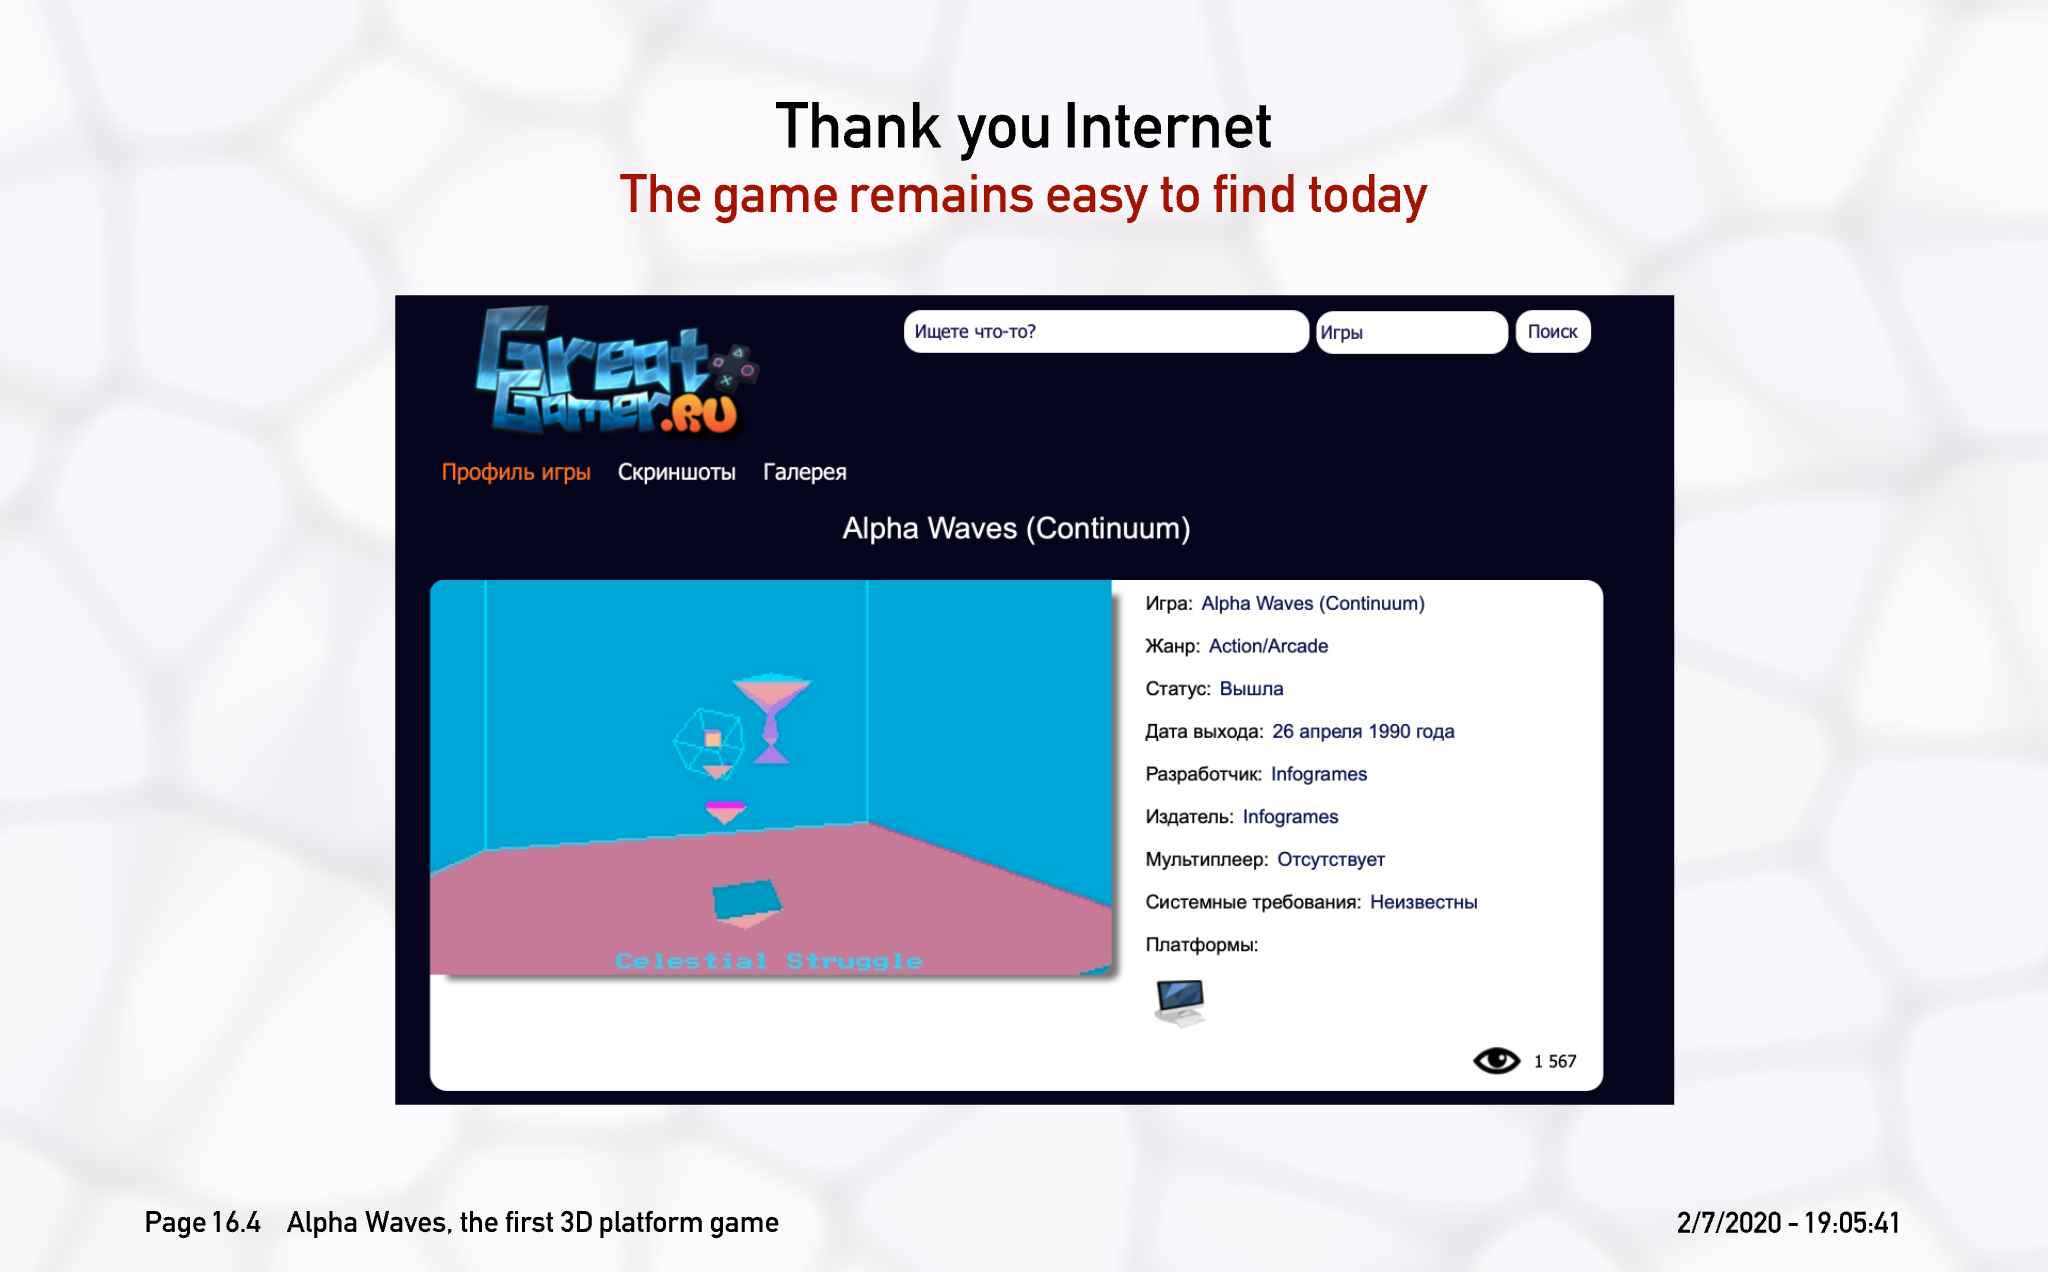 Thank you Internet
The game remains easy to find today
Great
Gamer.RU
Ищете что-то?
Игры
Поиск
Профиль игры Скриншоты Галерея
Alpha Waves (Continuum)
Celestial Struggle
Игра: Alpha Waves (Continuum)
Жанр: Action/Arcade
Статус: Вышла
Дата выхода: 26 апреля 1990 года
Разработчик: Infogrames
Издатель: Infogrames
Мультиплеер: Отсутствует
Системные требования: Неизвестны
Платформы:
1 567
Page 16.4 Alpha Waves, the first 3D platform game
2/7/2020 - 19:05:41